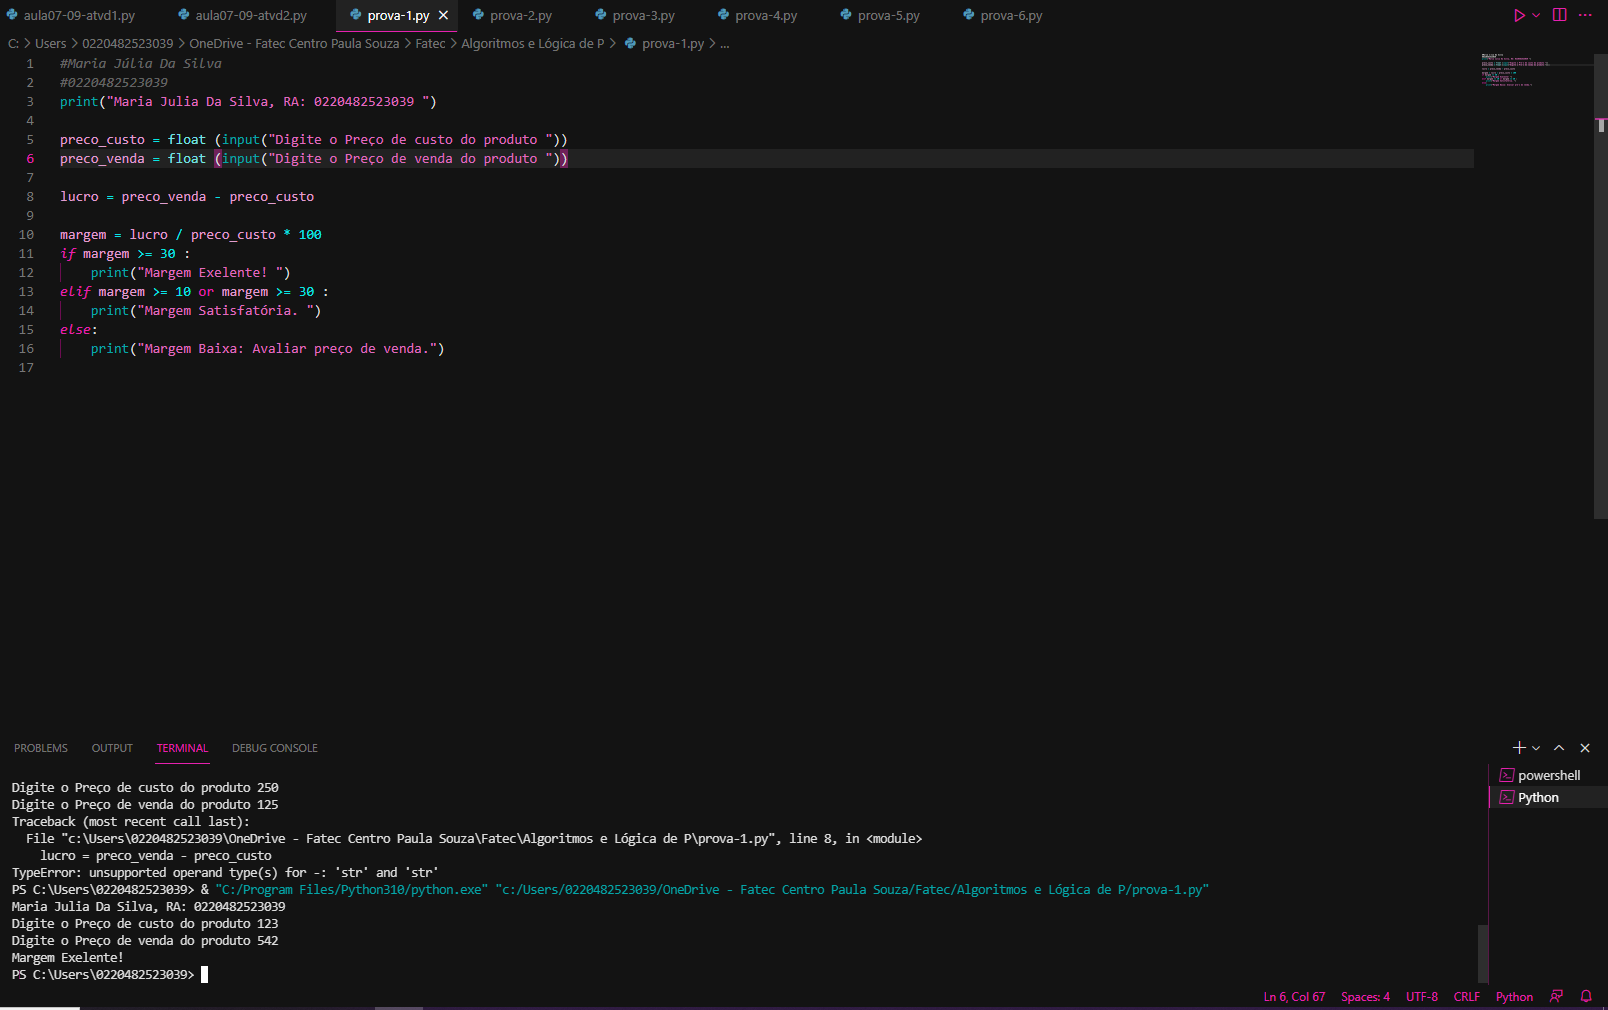 aula07-09-atvd1.py aula07-09-atvd2.py prova-1.py prova-2.py prova-3.py prova-4.py prova-5.py prova-6.py
C: > Users > 0220482523039 > OneDrive - Fatec Centro Paula Souza > Fatec > Algoritmos e Lógica de P > prova-1.py > ...
1 #Maria Júlia Da Silva
2 #0220482523039
3 print("Maria Julia Da Silva, RA: 0220482523039 ")
4
5 preco_custo = float (input("Digite o Preço de custo do produto "))
6 preco_venda = float (input("Digite o Preço de venda do produto "))
7
8 lucro = preco_venda - preco_custo
9
10 margem = lucro / preco_custo * 100
11 if margem >= 30 :
12 print("Margem Exelente! ")
13 elif margem >= 10 or margem >= 30 :
14 print("Margem Satisfatória. ")
15 else:
16 print("Margem Baixa: Avaliar preço de venda.")
17
PROBLEMS OUTPUT TERMINAL DEBUG CONSOLE
powershell
Python
Digite o Preço de custo do produto 250
Digite o Preço de venda do produto 125
Traceback (most recent call last):
File "c:\Users\0220482523039\OneDrive - Fatec Centro Paula Souza\Fatec\Algoritmos e Lógica de P\prova-1.py", line 8, in <module>
lucro = preco_venda - preco_custo
TypeError: unsupported operand type(s) for -: 'str' and 'str'
PS C:\Users\0220482523039> & "C:/Program Files/Python310/python.exe" "c:/Users/0220482523039/OneDrive - Fatec Centro Paula Souza/Fatec/Algoritmos e Lógica de P/prova-1.py"
Maria Julia Da Silva, RA: 0220482523039
Digite o Preço de custo do produto 123
Digite o Preço de venda do produto 542
Margem Exelente!
PS C:\Users\0220482523039>
Ln 6, Col 67 Spaces: 4 UTF-8 CRLF Python